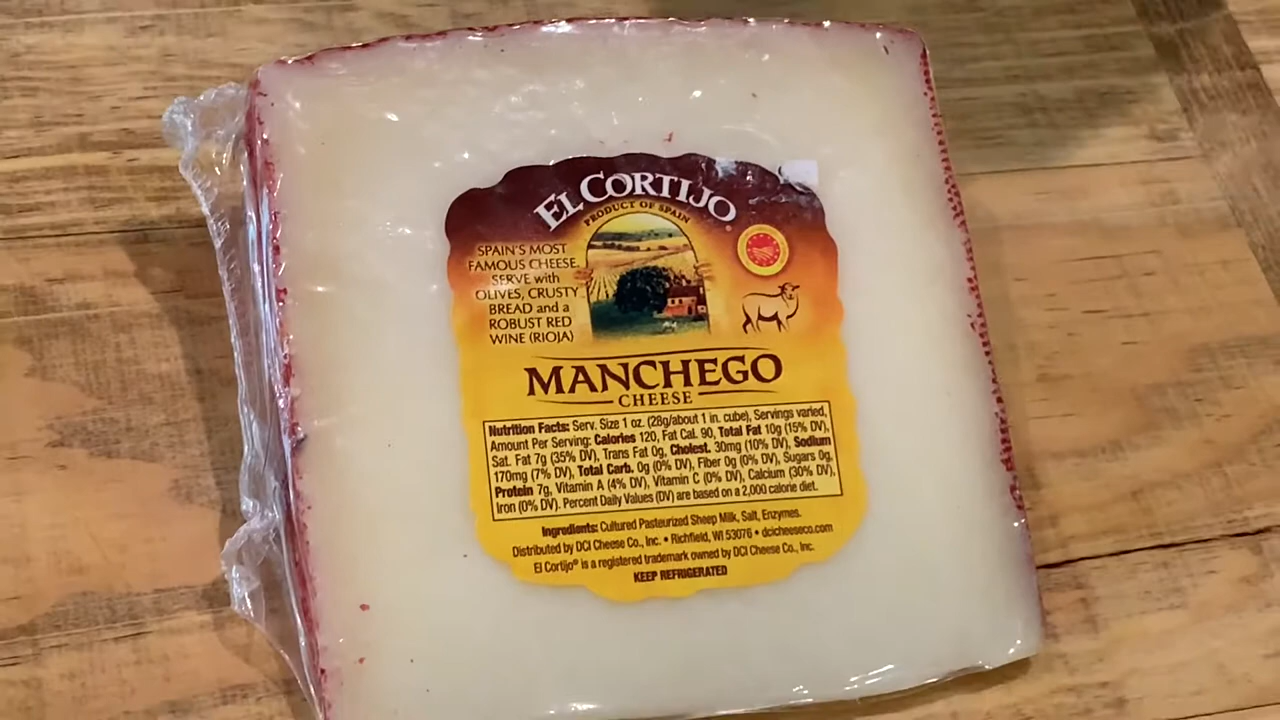 EL CORTIJO®
PRODUCT OF SPAIN
SPAIN'S MOST
FAMOUS CHEESE.
SERVE with
OLIVES, CRUSTY
BREAD and a
ROBUST RED
WINE (RIOJA)
MANCHEGO
CHEESE
Nutrition Facts: Serv. Size 1 oz. (28g/about 1 in. cube), Servings varied,
Amount Per Serving: Calories 120, Fat Cal. 90, Total Fat 10g (15% DV),
Sat. Fat 7g (35% DV), Trans Fat 0g, Cholest. 30mg (10% DV), Sodium
170mg (7% DV), Total Carb. 0g (0% DV), Fiber 0g (0% DV), Sugars 0g,
Protein 7g, Vitamin A (4% DV), Vitamin C (0% DV), Calcium (30% DV),
Iron (0% DV). Percent Daily Values (DV) are based on a 2,000 calorie diet.
Ingredients: Cultured Pasteurized Sheep Milk, Salt, Enzymes.
Distributed by DCI Cheese Co., Inc. • Richfield, WI 53076 • dcicheeseco.com
El Cortijo® is a registered trademark owned by DCI Cheese Co., Inc.
KEEP REFRIGERATED